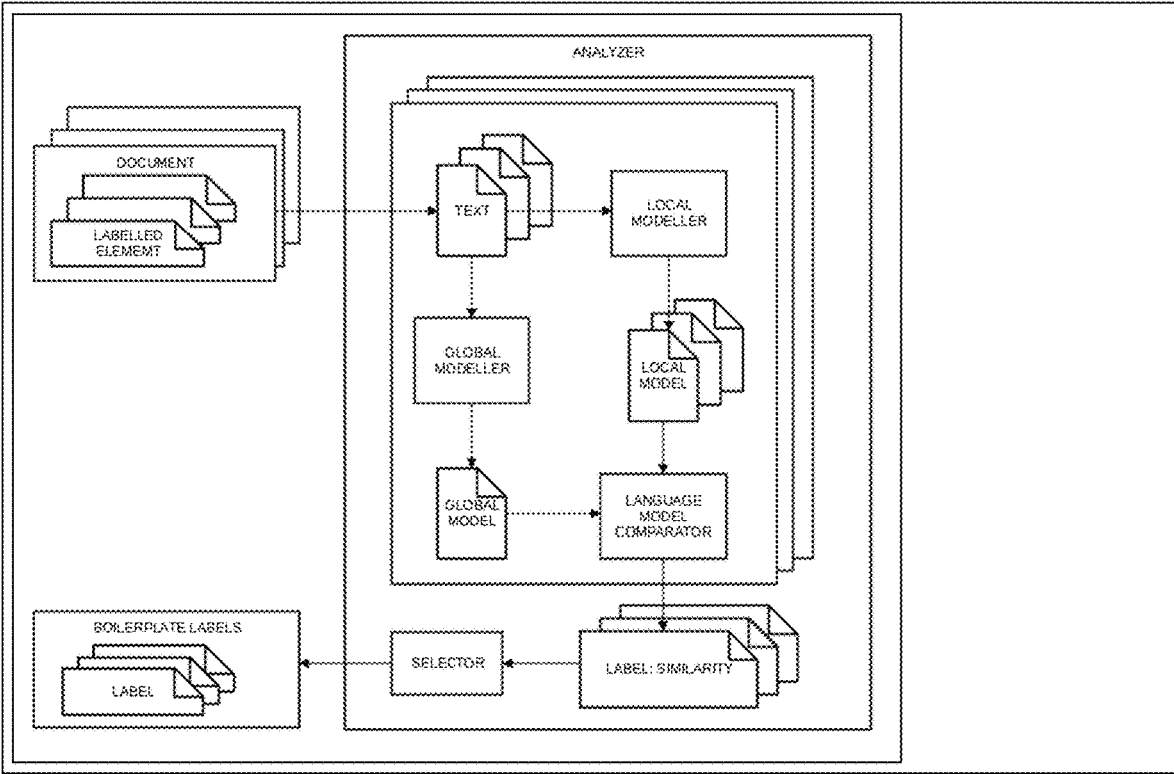 ANALYZER
DOCUMENT
LABELLED
ELEMEMT
TEXT
LOCAL
MODELLER
GLOBAL
MODELLER
LOCAL
MODEL
GLOBAL
MODEL
LANGUAGE
MODEL
COMPARATOR
BOILERPLATE LABELS
LABEL
SELECTOR
LABEL: SIMILARITY